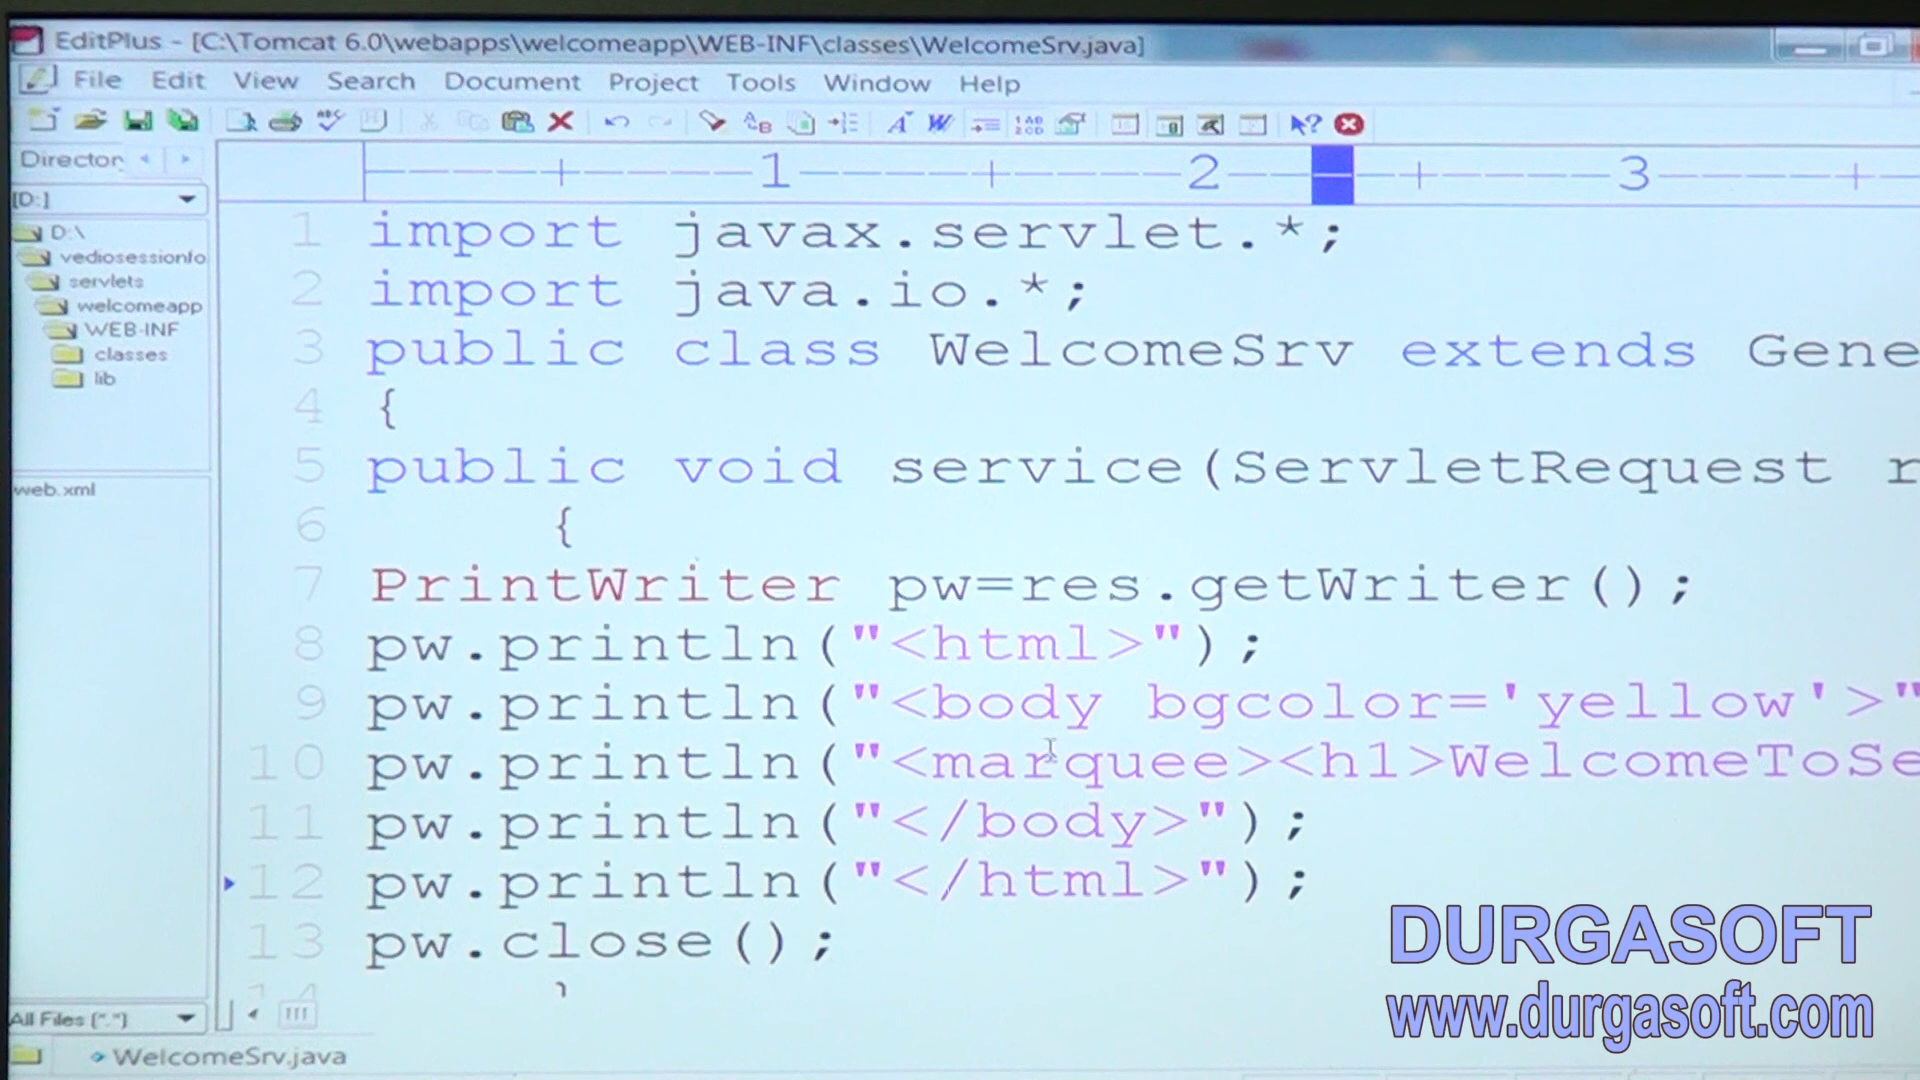 EditPlus - [C:\Tomcat 6.0\webapps\welcomeapp\WEB-INF\classes\WelcomeSrv.java]
File Edit View Search Document Project Tools Window Help
Director
1 2 3
[D:]
D:\
vediosessionfo
servlets
welcomeapp
WEB-INF
classes
lib
web.xml
1 import javax.servlet.*;
2 import java.io.*;
3 public class WelcomeSrv extends Gene
4 {
5 public void service(ServletRequest r
6 {
7 PrintWriter pw=res.getWriter();
8 pw.println("<html>");
9 pw.println("<body bgcolor='yellow'>"
10 pw.println("<marquee><h1>WelcomeToSe
11 pw.println("</body>");
12 pw.println("</html>");
13 pw.close();
14 }
All Files (*.*)
WelcomeSrv.java
DURGASOFT
www.durgasoft.com